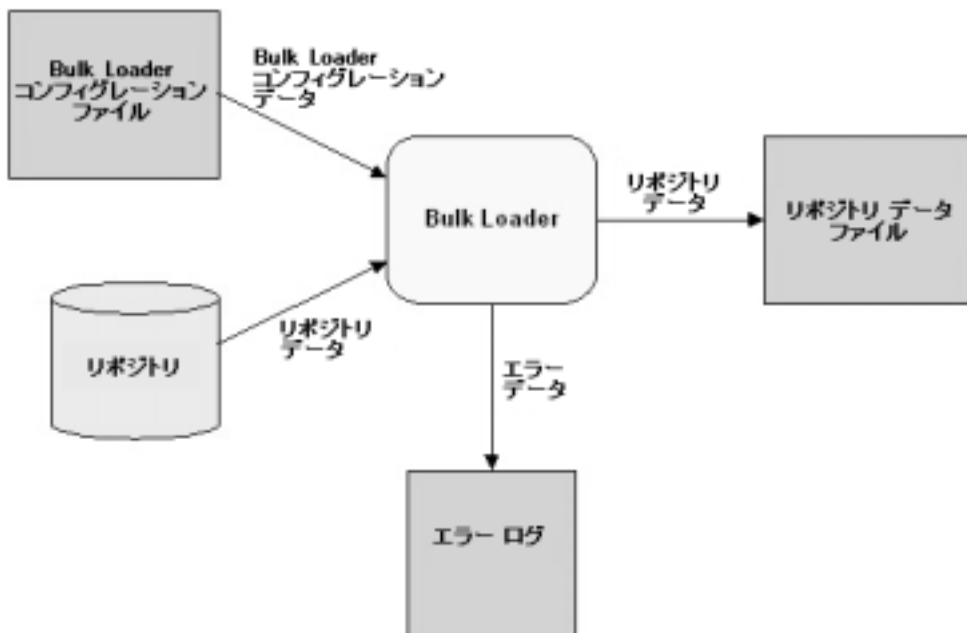 Bulk Loader
コンフィグレーション
ファイル
Bulk Loader
コンフィグレーション
データ
Bulk Loader
リポジトリ
データ
リポジトリ データ
ファイル
リポジトリ
リポジトリ
データ
エラー
データ
エラー ログ